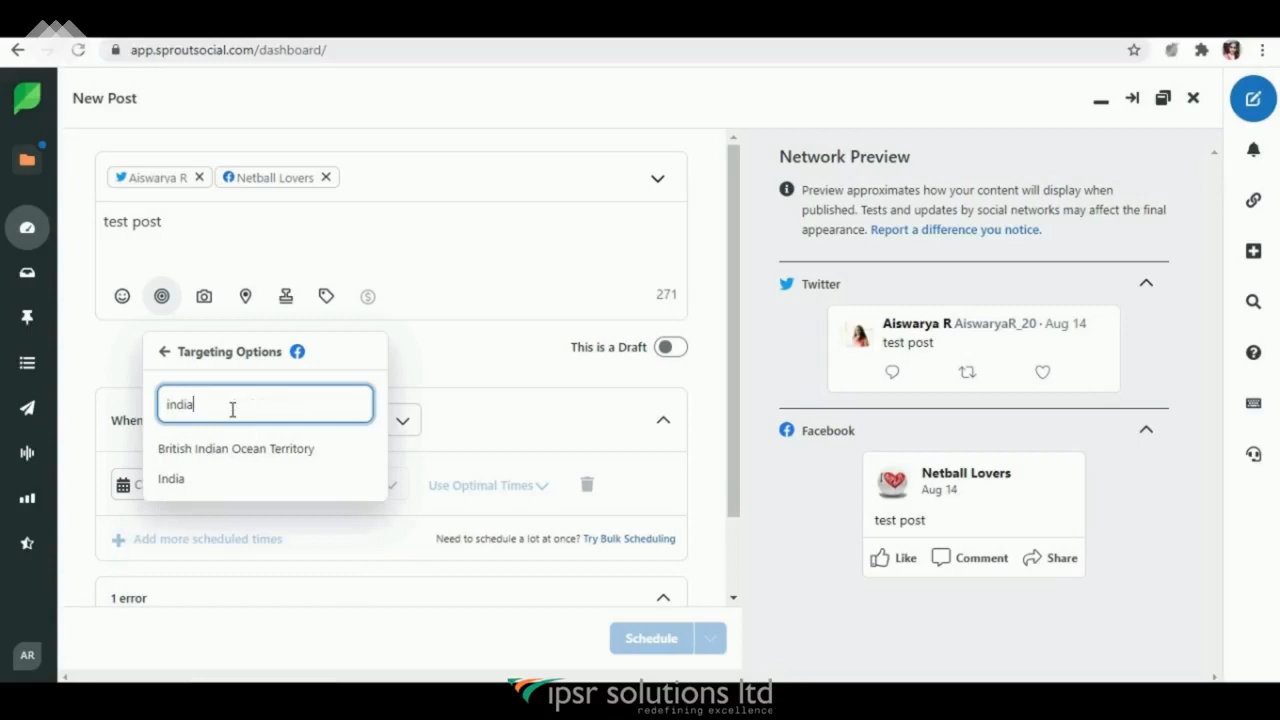 app.sproutsocial.com/dashboard/
New Post
Aiswarya R
Netball Lovers
test post
271
Targeting Options
india
British Indian Ocean Territory
India
This is a Draft
When
C
Use Optimal Times
Add more scheduled times
Need to schedule a lot at once? Try Bulk Scheduling
1 error
Schedule
AR
Network Preview
Preview approximates how your content will display when
published. Tests and updates by social networks may affect the final
appearance. Report a difference you notice.
Twitter
Aiswarya R AiswaryaR_20 · Aug 14
test post
Facebook
Netball Lovers
Aug 14
test post
Like Comment Share
ipsr solutions ltd
redefining excellence